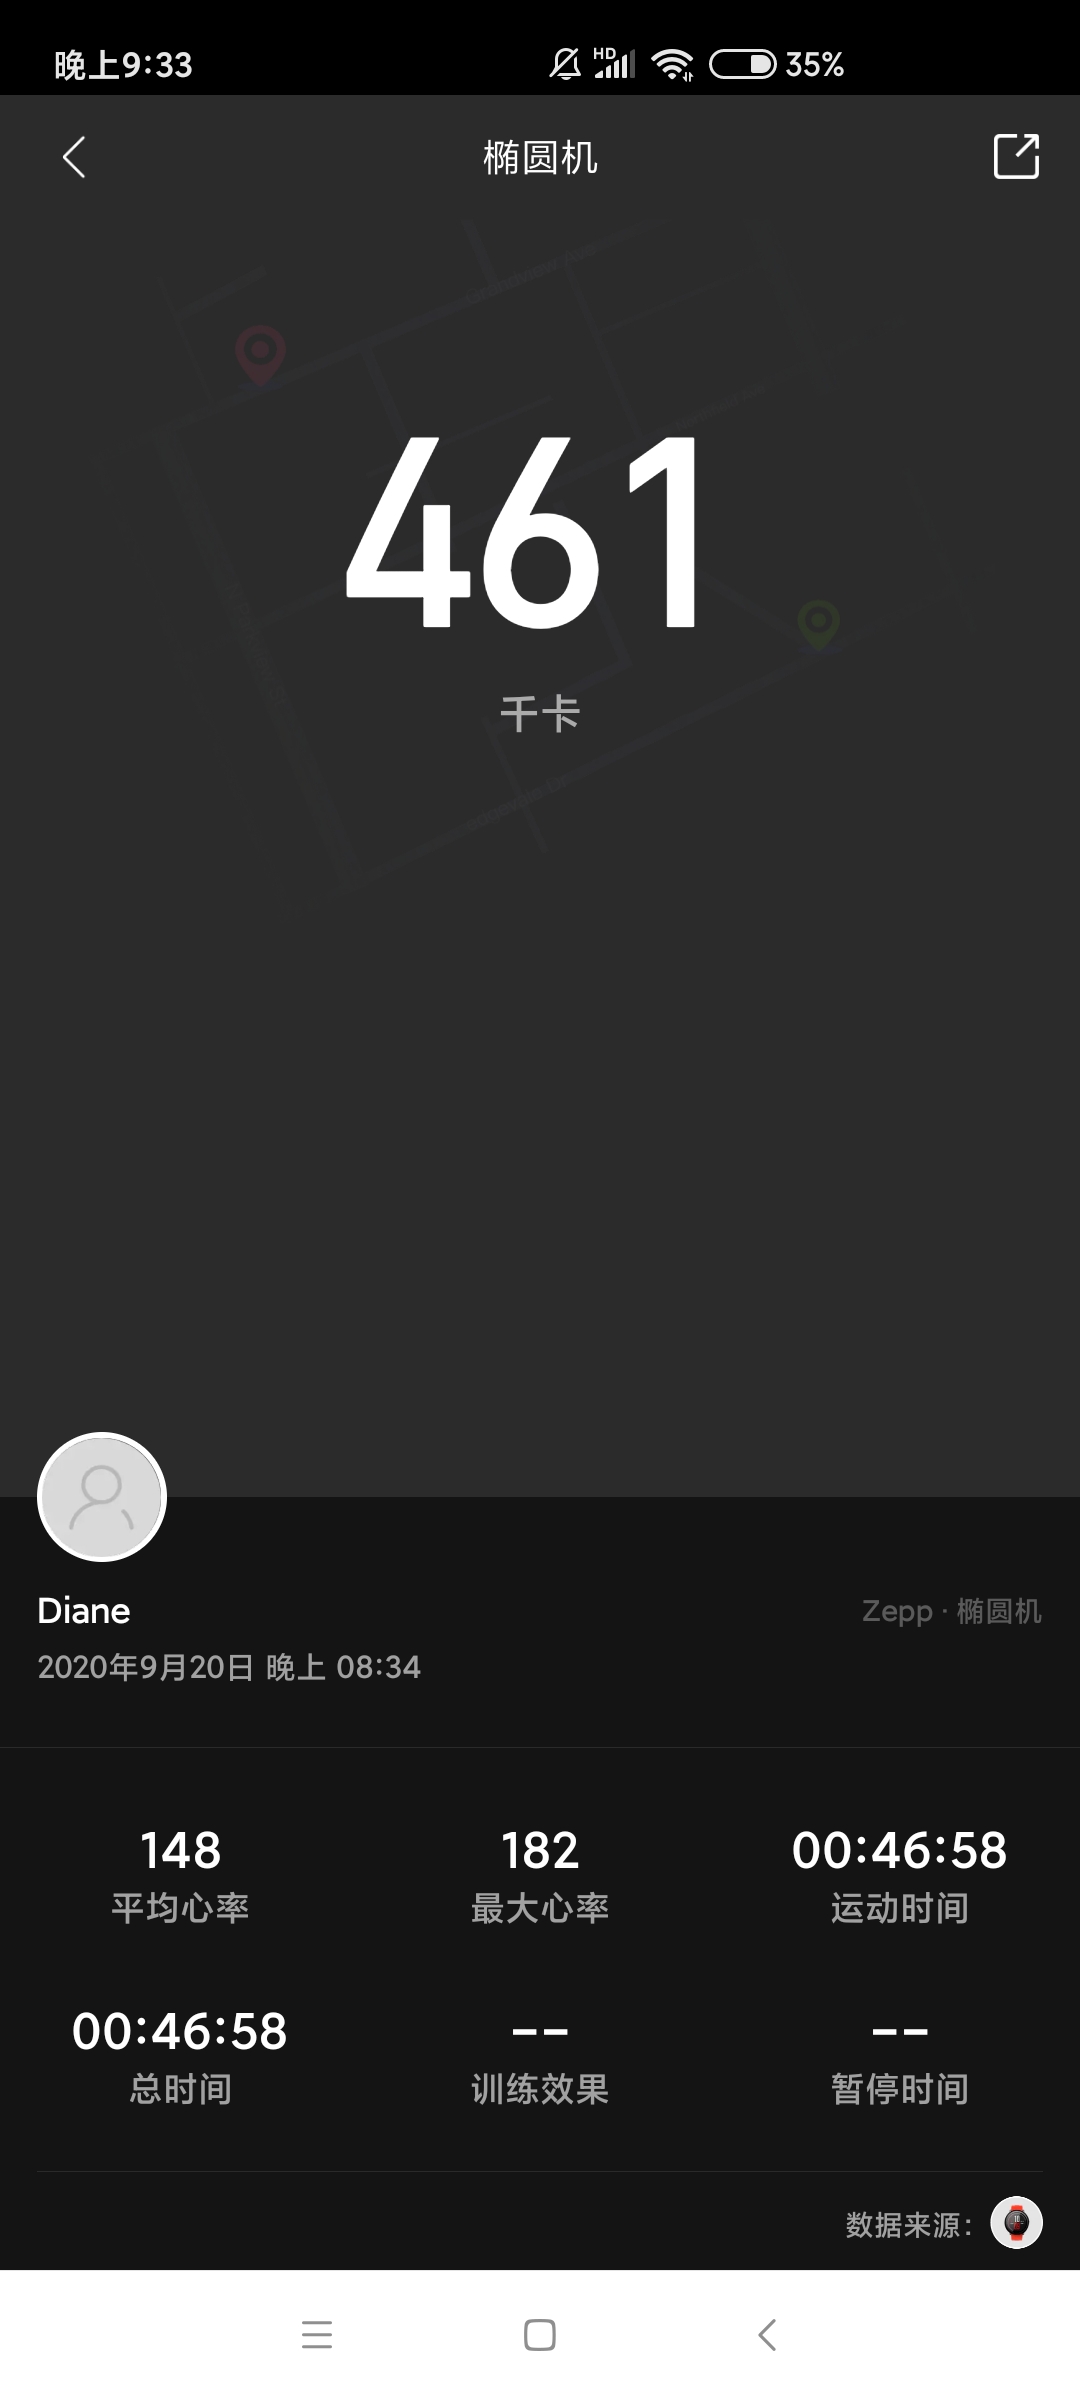 晚上9:33 HD 35%
椭圆机
Grandview Ave
461
千卡
Diane
Zepp · 椭圆机
2020年9月20日 晚上 08:34
148 182 00:46:58
平均心率 最大心率 运动时间
00:46:58 -- --
总时间 训练效果 暂停时间
数据来源: